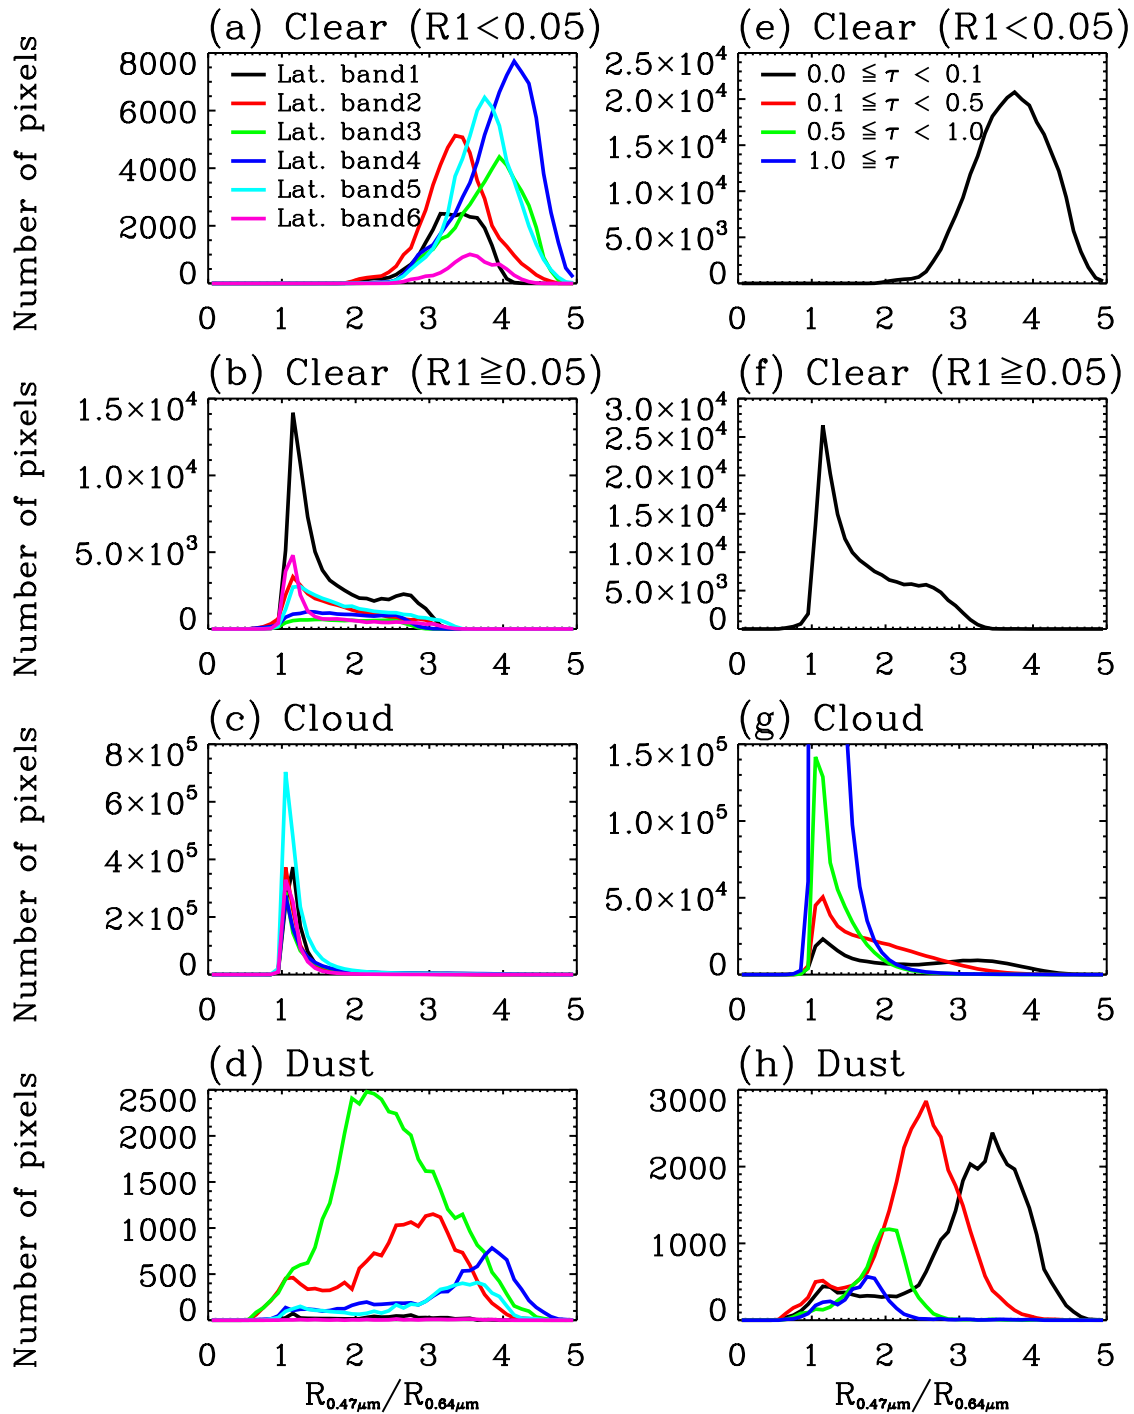 (a) Clear (R1<0.05)
Number of pixels
8000
6000
4000
2000
0
Lat. band1
Lat. band2
Lat. band3
Lat. band4
Lat. band5
Lat. band6
0 1 2 3 4 5
(e) Clear (R1<0.05)
2.5×10⁴
2.0×10⁴
1.5×10⁴
1.0×10⁴
5.0×10³
0
0.0 ≦ τ < 0.1
0.1 ≦ τ < 0.5
0.5 ≦ τ < 1.0
1.0 ≦ τ
0 1 2 3 4 5
(b) Clear (R1≧0.05)
Number of pixels
1.5×10⁴
1.0×10⁴
5.0×10³
0
0 1 2 3 4 5
(f) Clear (R1≧0.05)
3.0×10⁴
2.5×10⁴
2.0×10⁴
1.5×10⁴
1.0×10⁴
5.0×10³
0
0 1 2 3 4 5
(c) Cloud
Number of pixels
8×10⁵
6×10⁵
4×10⁵
2×10⁵
0
0 1 2 3 4 5
(g) Cloud
1.5×10⁵
1.0×10⁵
5.0×10⁴
0
0 1 2 3 4 5
(d) Dust
Number of pixels
2500
2000
1500
1000
500
0
0 1 2 3 4 5
R0.47μm/R0.64μm
(h) Dust
3000
2000
1000
0
0 1 2 3 4 5
R0.47μm/R0.64μm